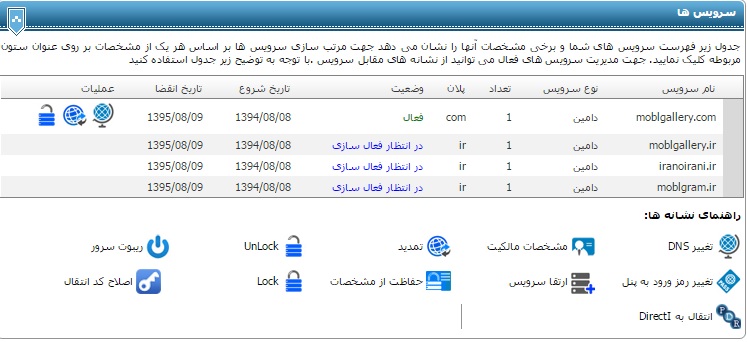 سرویس ها
جدول زیر فهرست سرویس های شما و برخی مشخصات آنها را نشان می دهد جهت مرتب سازی سرویس ها بر اساس هر یک از مشخصات بر روی عنوان ستون
مربوطه کلیک نمایید. جهت مدیریت سرویس های فعال می توانید از نشانه های مقابل سرویس ،با توجه به توضیح زیر جدول استفاده کنید
نام سرویس نوع سرویس تعداد پلان وضعیت تاریخ شروع تاریخ انقضا عملیات
moblgallery.com دامین 1 com فعال 1394/08/08 1395/08/09
moblgallery.ir دامین 1 ir در انتظار فعال سازی 1394/08/08 1395/08/09
iranoirani.ir دامین 1 ir در انتظار فعال سازی 1394/08/08 1395/08/09
moblgram.ir دامین 1 ir در انتظار فعال سازی 1394/08/08 1395/08/09
راهنمای نشانه ها:
تغییر DNS مشخصات مالکیت تمدید UnLock ریبوت سرور
تغییر رمز ورود به پنل ارتقا سرویس حفاظت از مشخصات Lock اصلاح کد انتقال
انتقال به DirectI